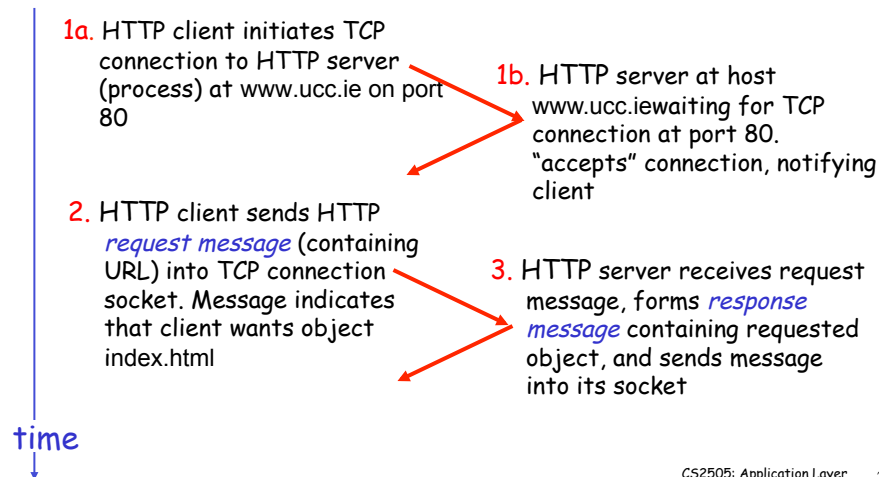 1a. HTTP client initiates TCP
connection to HTTP server
(process) at www.ucc.ie on port
80
1b. HTTP server at host
www.ucc.iewaiting for TCP
connection at port 80.
“accepts” connection, notifying
client
2. HTTP client sends HTTP
request message (containing
URL) into TCP connection
socket. Message indicates
that client wants object
index.html
3. HTTP server receives request
message, forms response
message containing requested
object, and sends message
into its socket
time
CS2505: Application Layer